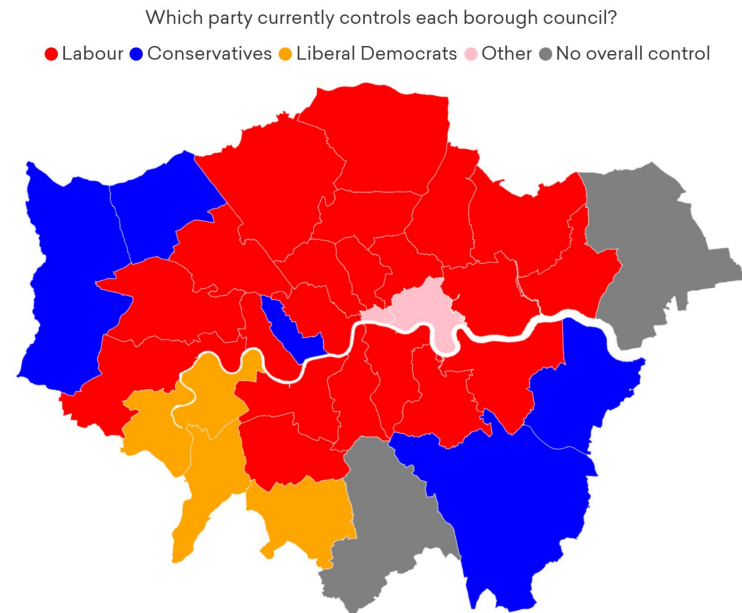 Which party currently controls each borough council?
Labour Conservatives Liberal Democrats Other No overall control